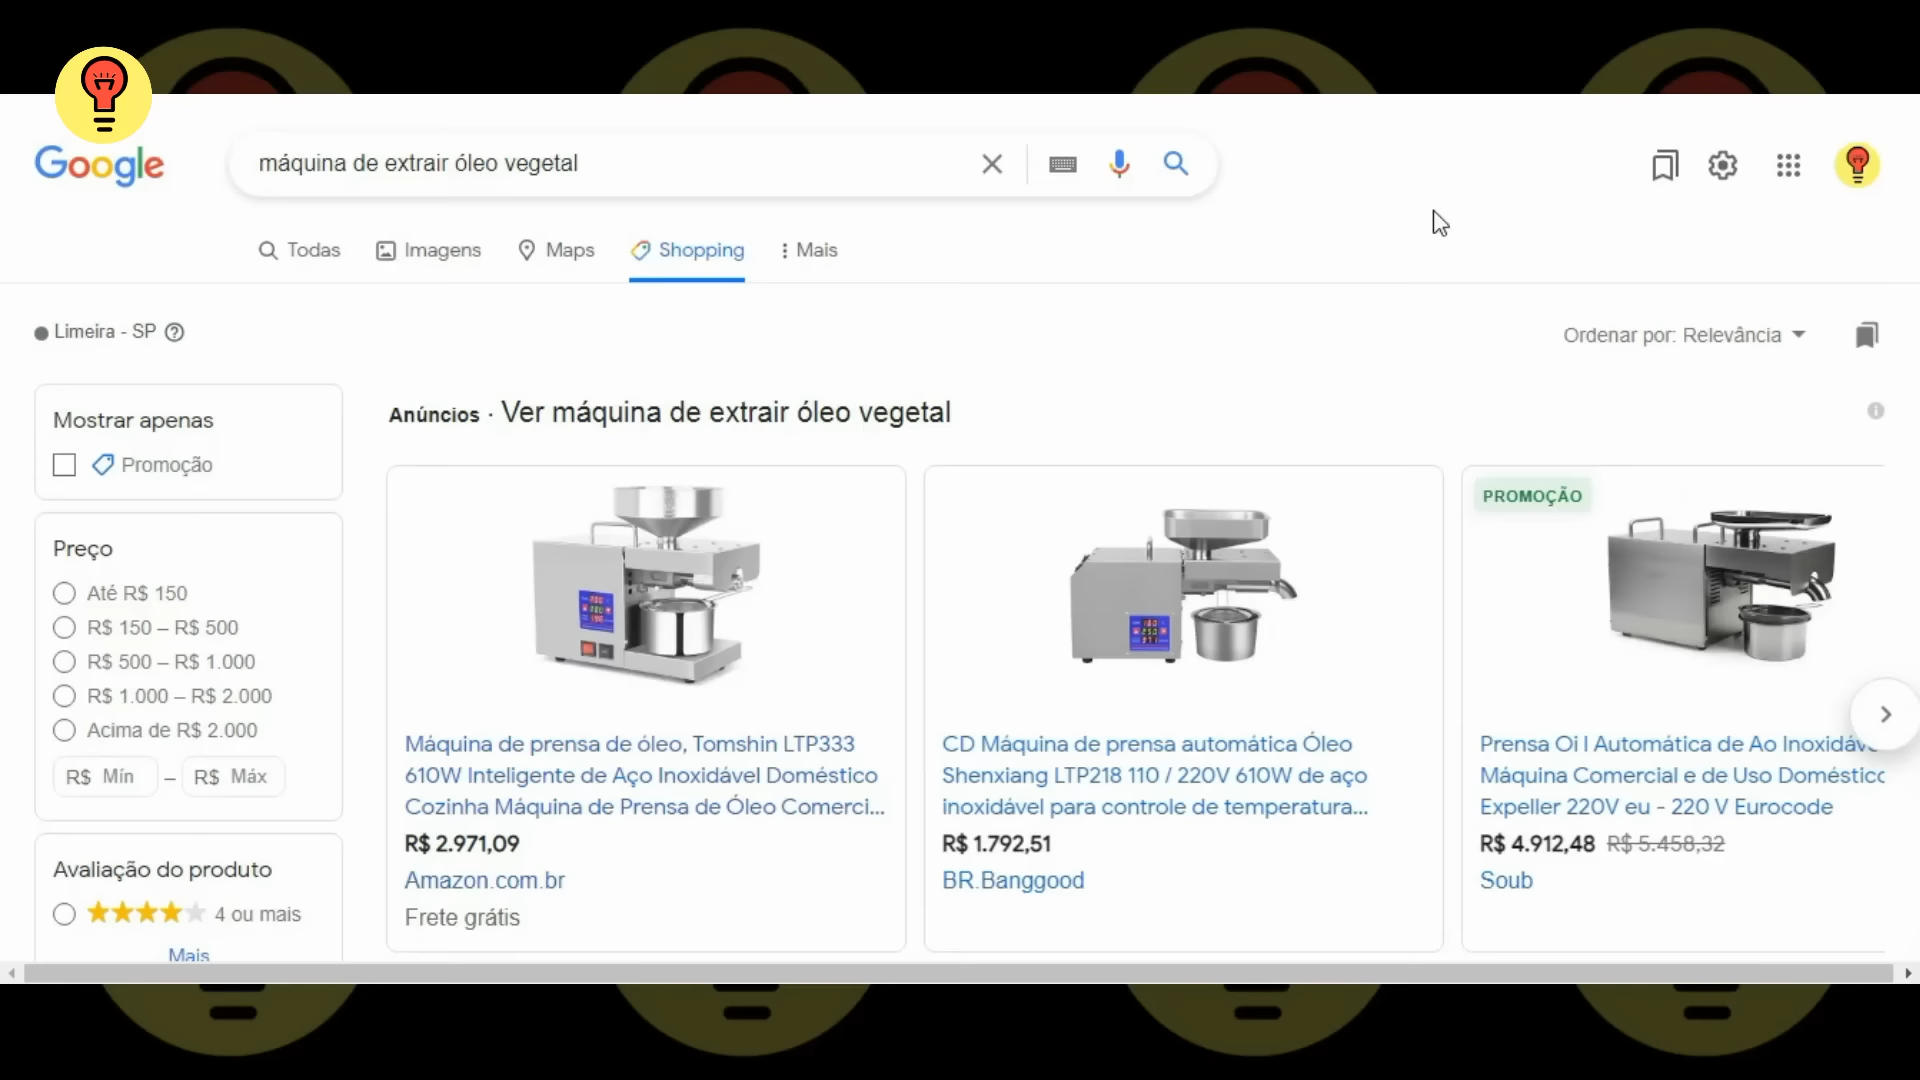 Google
máquina de extrair óleo vegetal
Todas
Imagens
Maps
Shopping
Mais
Limeira - SP
Ordenar por: Relevância
Mostrar apenas
Promoção
Preço
Até R$ 150
R$ 150 – R$ 500
R$ 500 – R$ 1.000
R$ 1.000 – R$ 2.000
Acima de R$ 2.000
R$ Mín – R$ Máx
Avaliação do produto
4 ou mais
Mais
Anúncios · Ver máquina de extrair óleo vegetal
Máquina de prensa de óleo, Tomshin LTP333
610W Inteligente de Aço Inoxidável Doméstico
Cozinha Máquina de Prensa de Óleo Comerci...
R$ 2.971,09
Amazon.com.br
Frete grátis
CD Máquina de prensa automática Óleo
Shenxiang LTP218 110 / 220V 610W de aço
inoxidável para controle de temperatura...
R$ 1.792,51
BR.Banggood
PROMOÇÃO
Prensa Oi l Automática de Ao Inoxidáve
Máquina Comercial e de Uso Doméstico
Expeller 220V eu - 220 V Eurocode
R$ 4.912,48 R$ 5.458,32
Soub